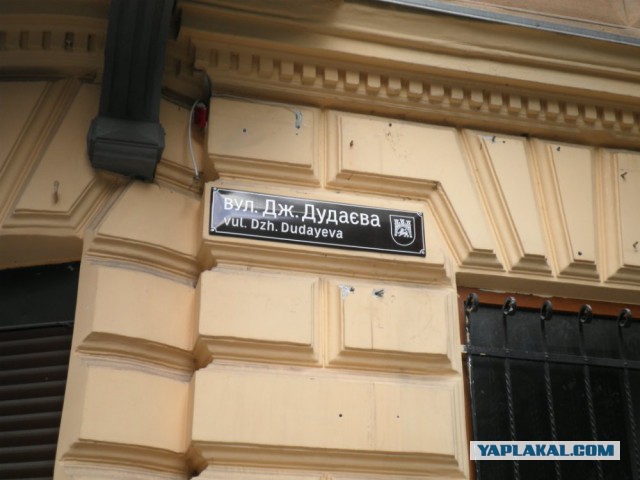 вул. Дж. Дудаєва
vul. Dzh. Dudayeva
YAPLAKAL.COM